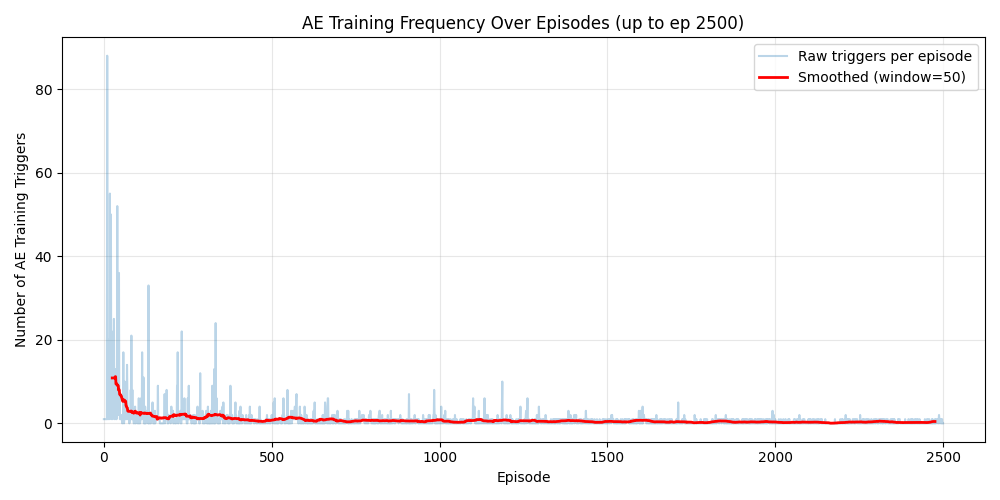 AE Training Frequency Over Episodes (up to ep 2500)
Raw triggers per episode
Smoothed (window=50)
Number of AE Training Triggers
80
60
40
20
0
0 500 1000 1500 2000 2500
Episode